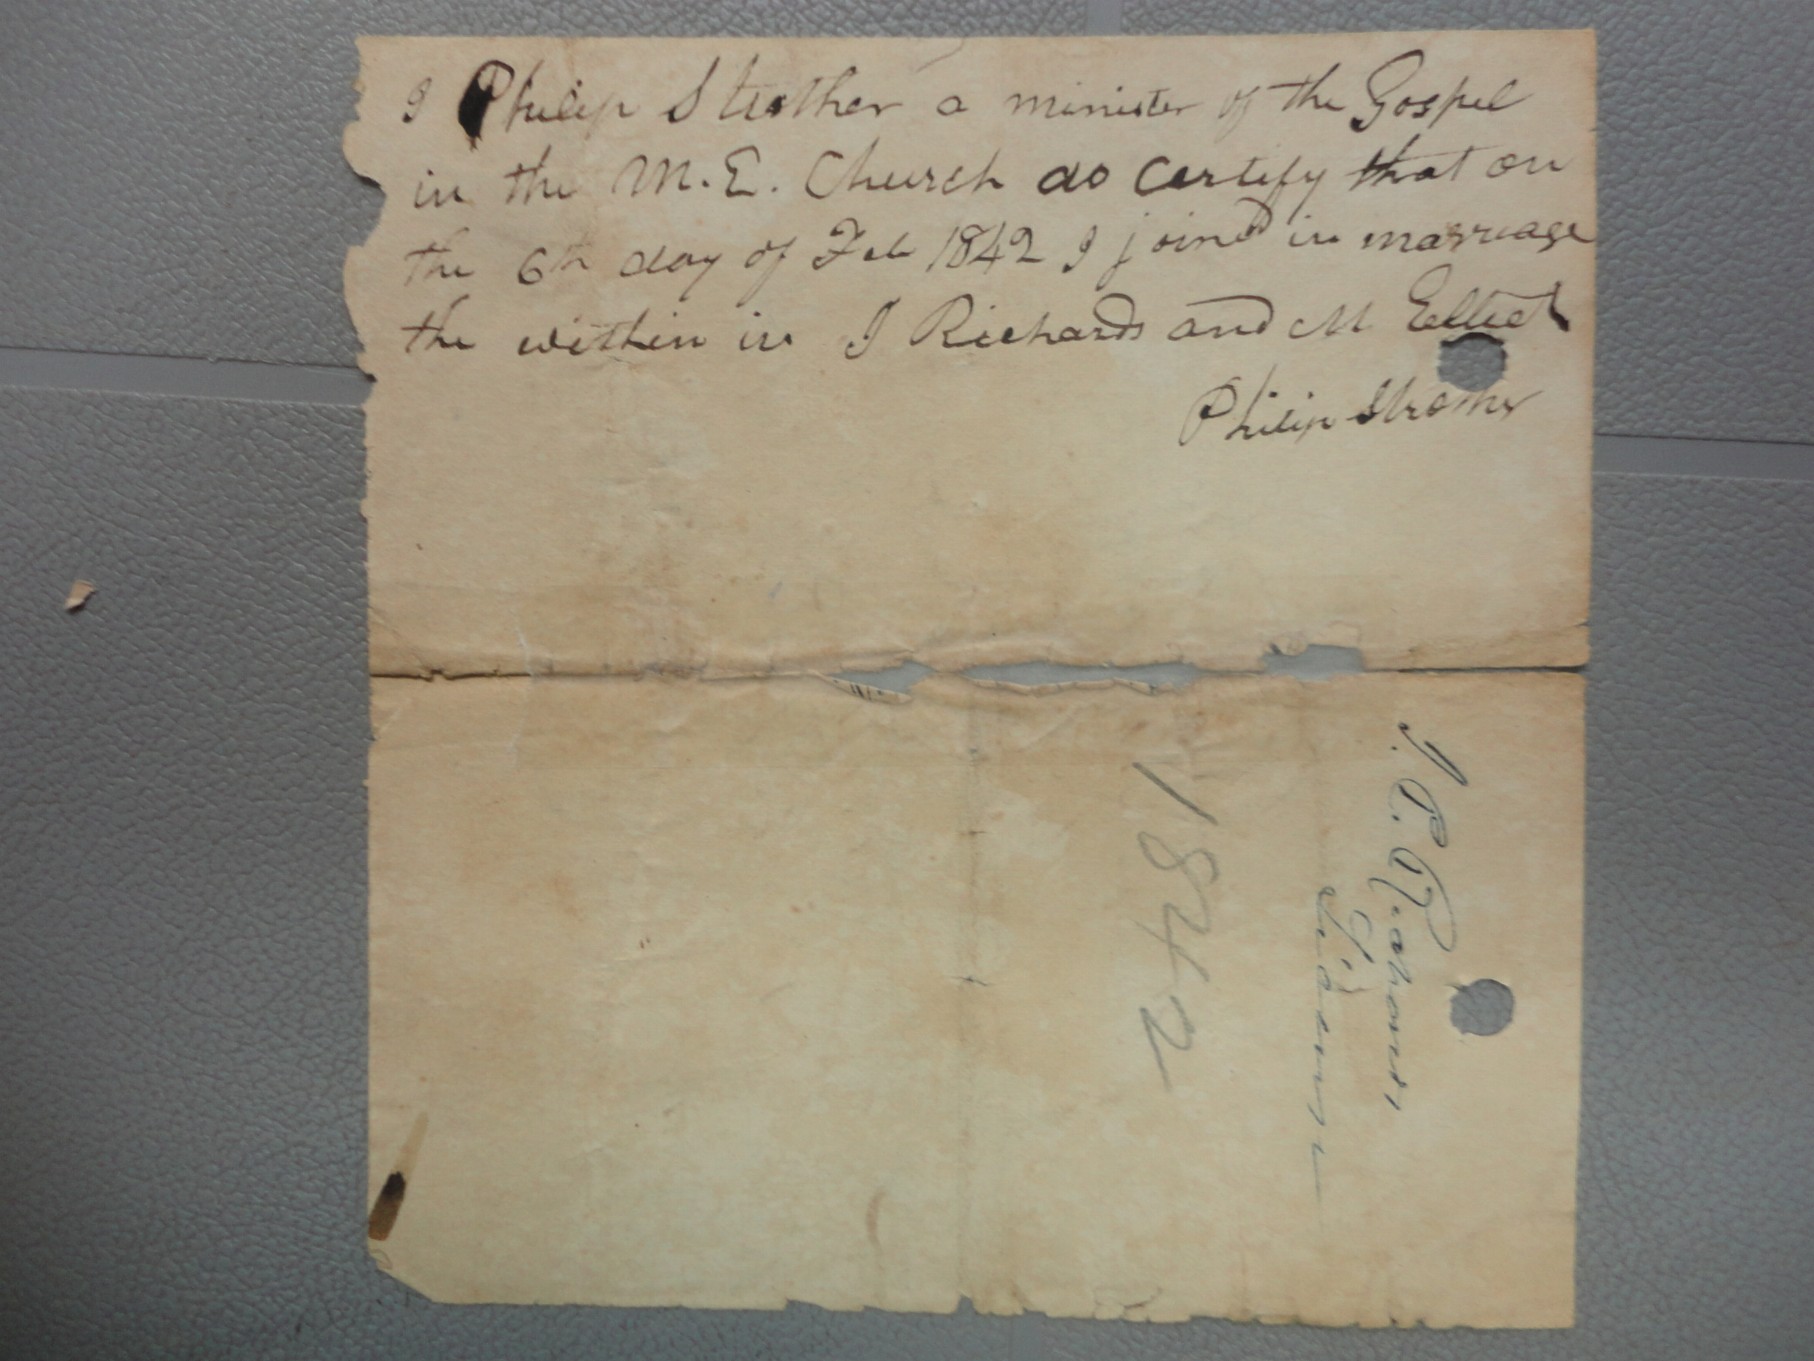 I Philip Strother a minister of the Gospel
in the M.E. Church do certify that on
the 6th day of Feb 1842 I joind in marriage
the within in I Richards and M Elliot
Philip Strother
J. P. Richards,
License
1842